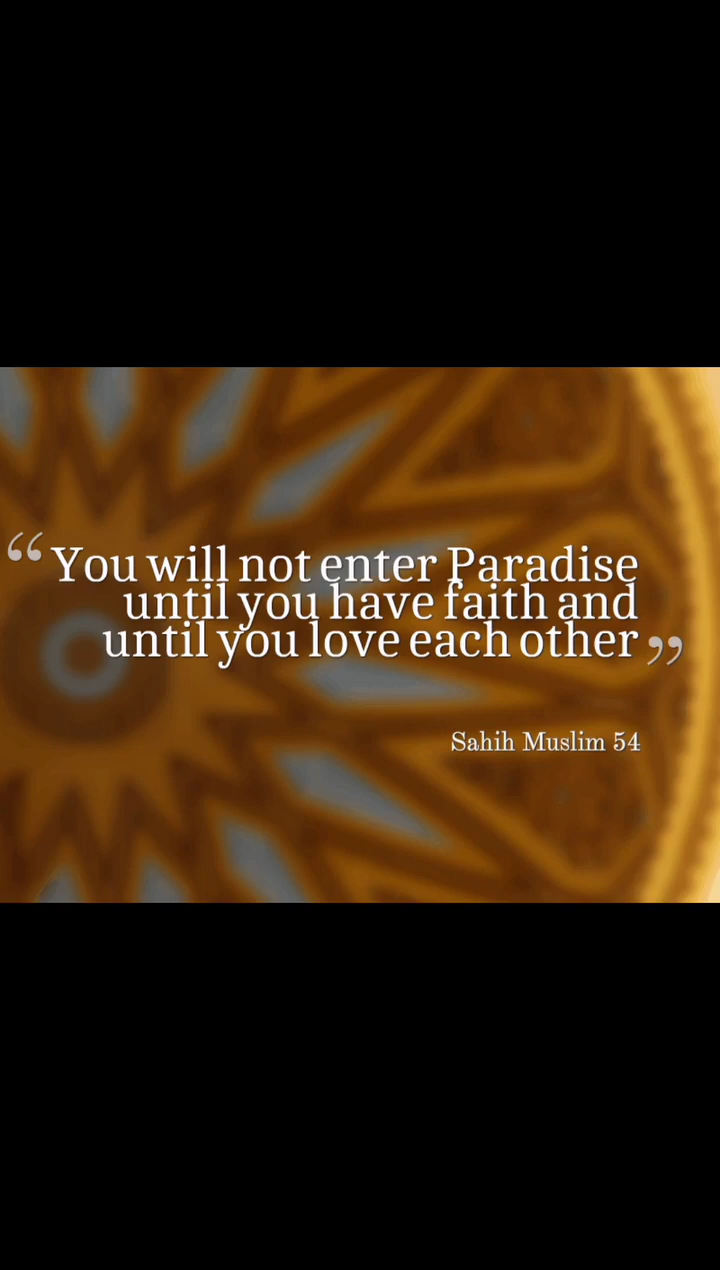 “You will not enter Paradise
until you have faith and
until you love each other”
Sahih Muslim 54